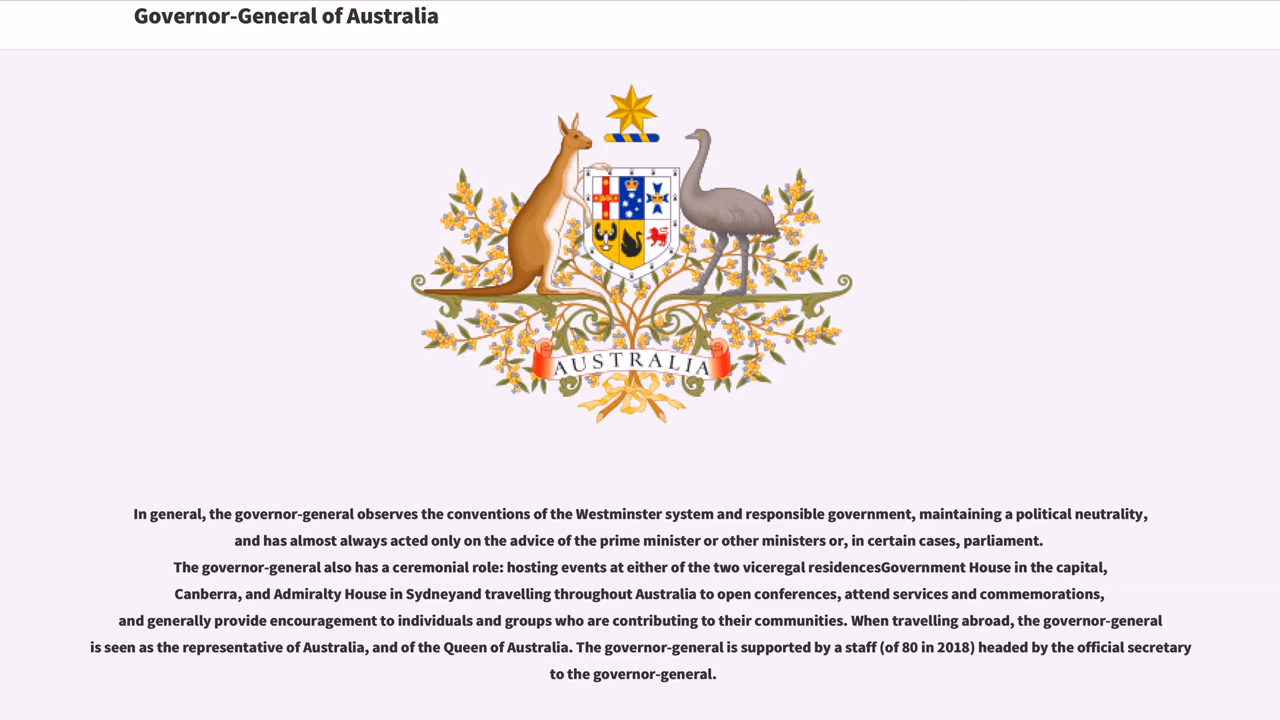 Governor-General of Australia
AUSTRALIA
In general, the governor-general observes the conventions of the Westminster system and responsible government, maintaining a political neutrality,
and has almost always acted only on the advice of the prime minister or other ministers or, in certain cases, parliament.
The governor-general also has a ceremonial role: hosting events at either of the two viceregal residencesGovernment House in the capital,
Canberra, and Admiralty House in Sydneyand travelling throughout Australia to open conferences, attend services and commemorations,
and generally provide encouragement to individuals and groups who are contributing to their communities. When travelling abroad, the governor-general
is seen as the representative of Australia, and of the Queen of Australia. The governor-general is supported by a staff (of 80 in 2018) headed by the official secretary
to the governor-general.